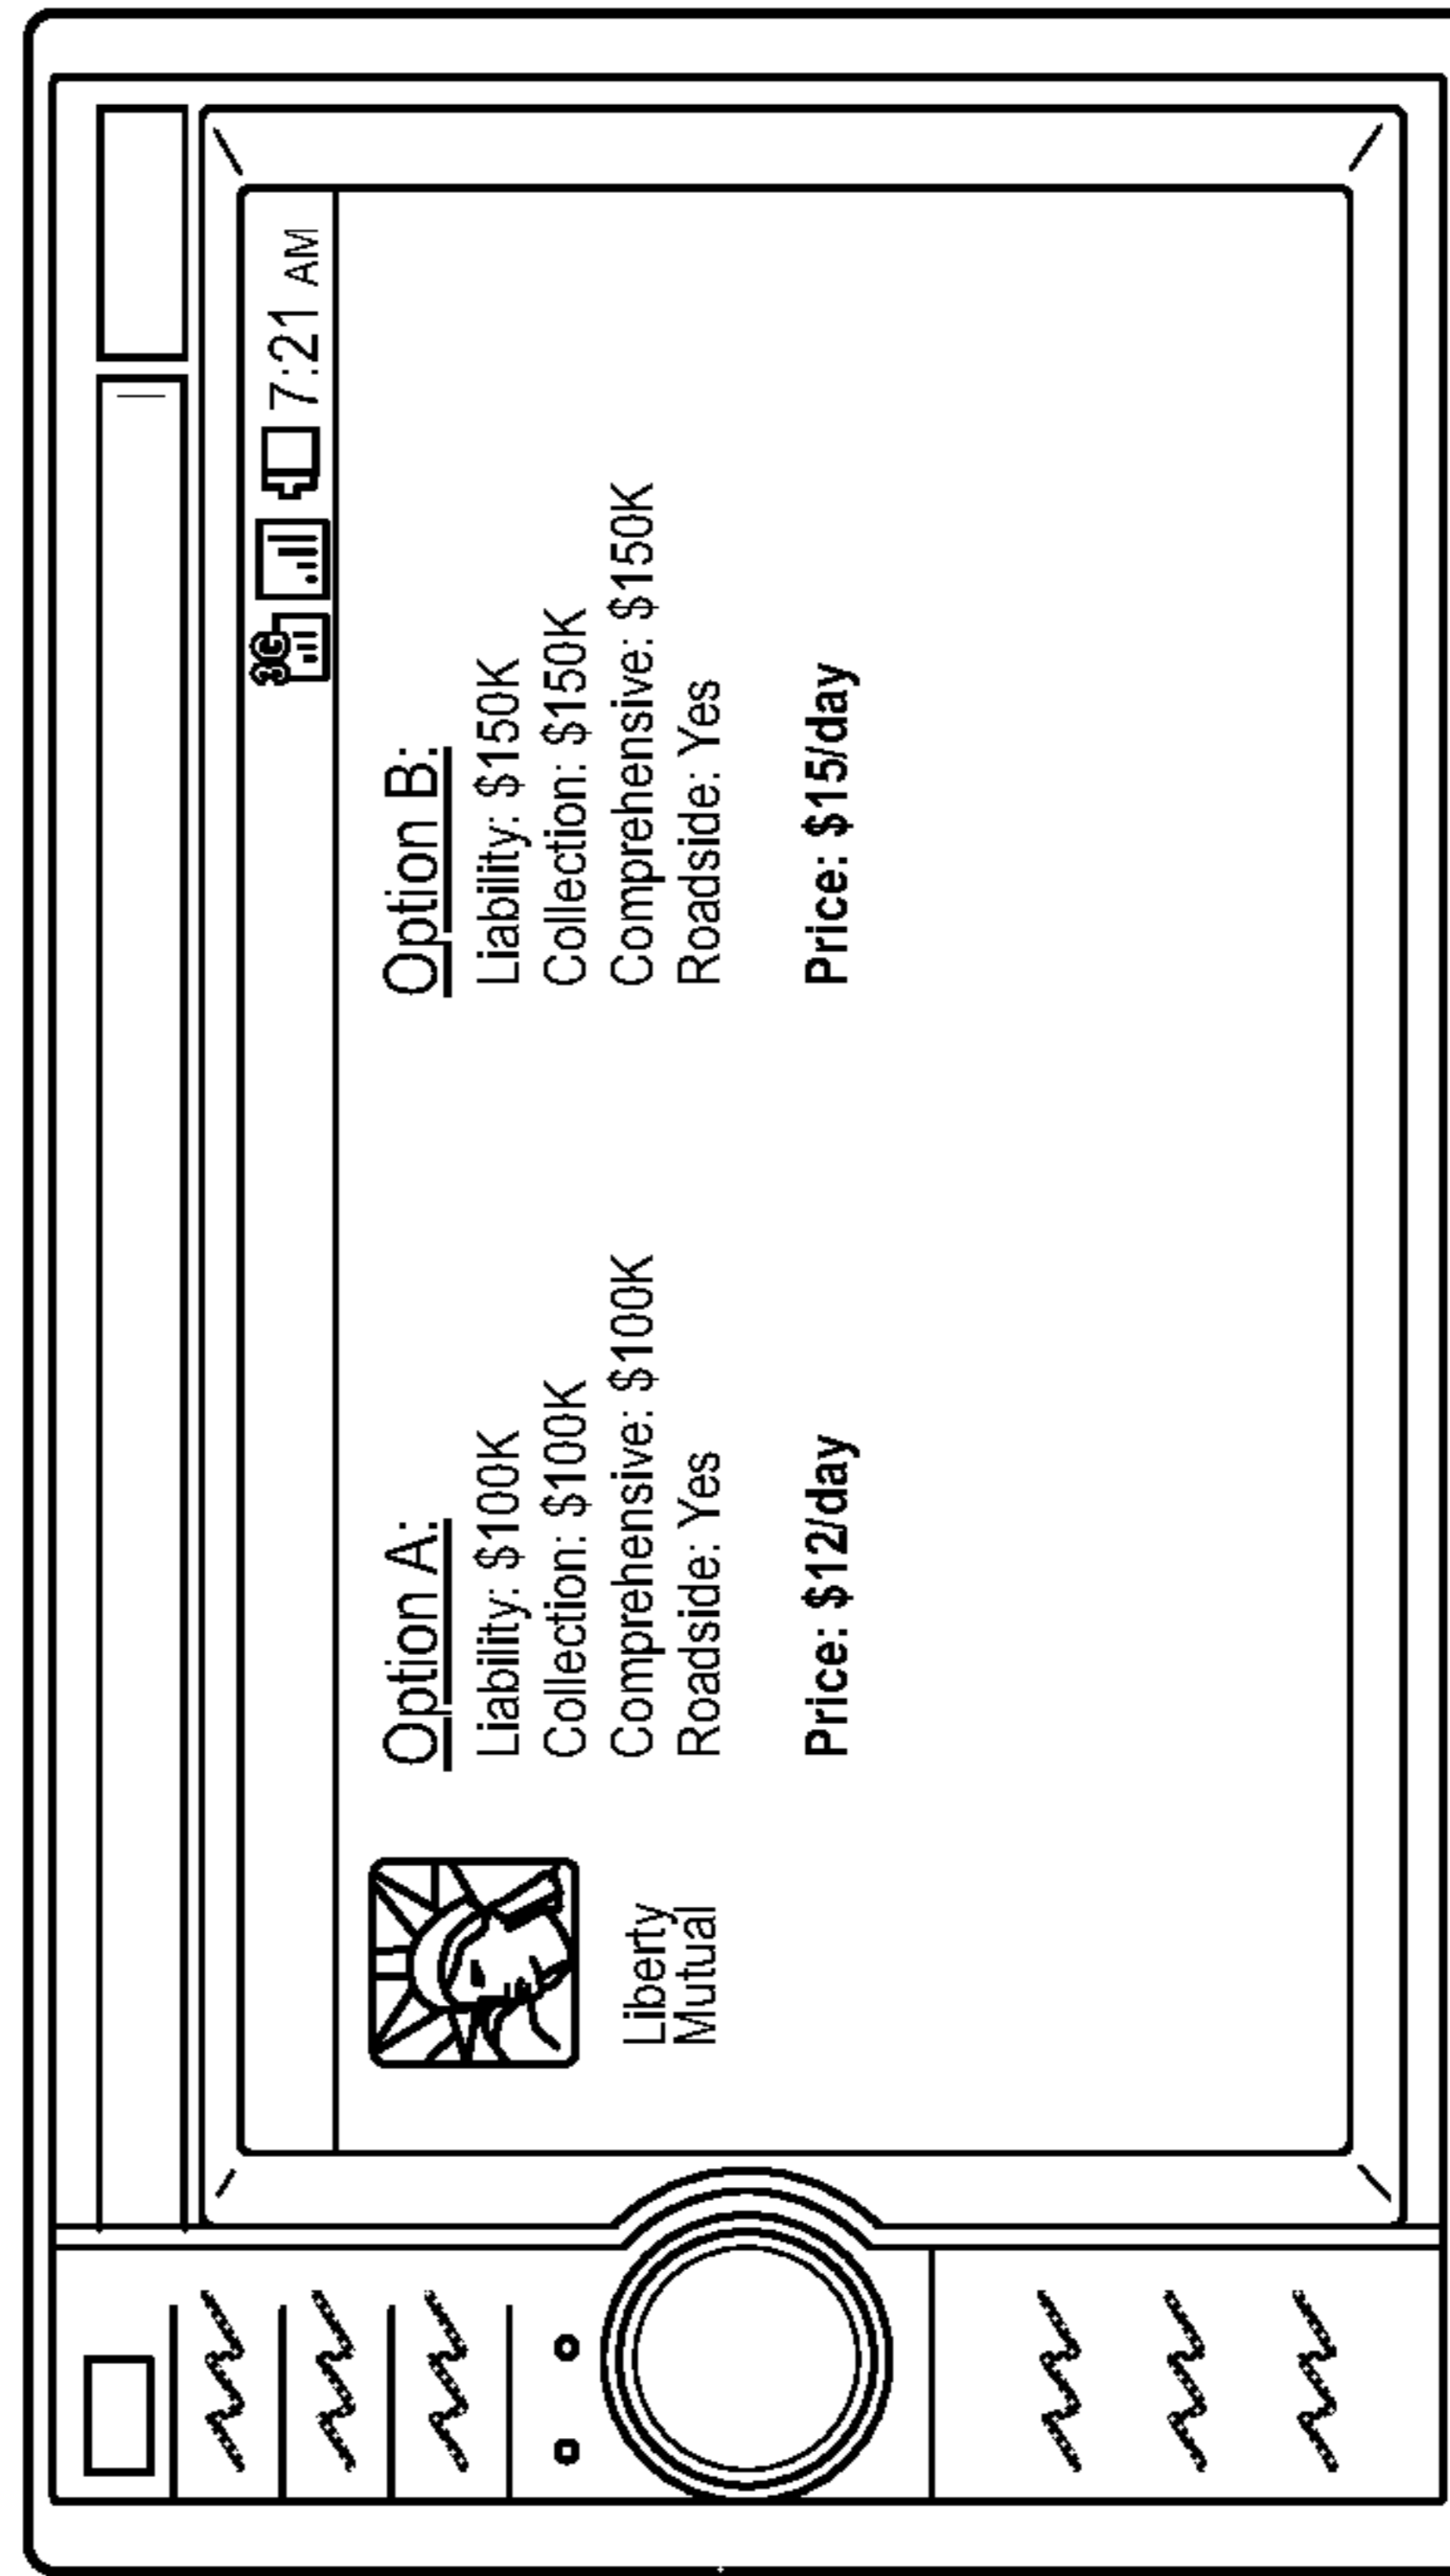 3G 7:21 AM
Liberty
Mutual
Option A:
Liability: $100K
Collection: $100K
Comprehensive: $100K
Roadside: Yes
Price: $12/day
Option B:
Liability: $150K
Collection: $150K
Comprehensive: $150K
Roadside: Yes
Price: $15/day